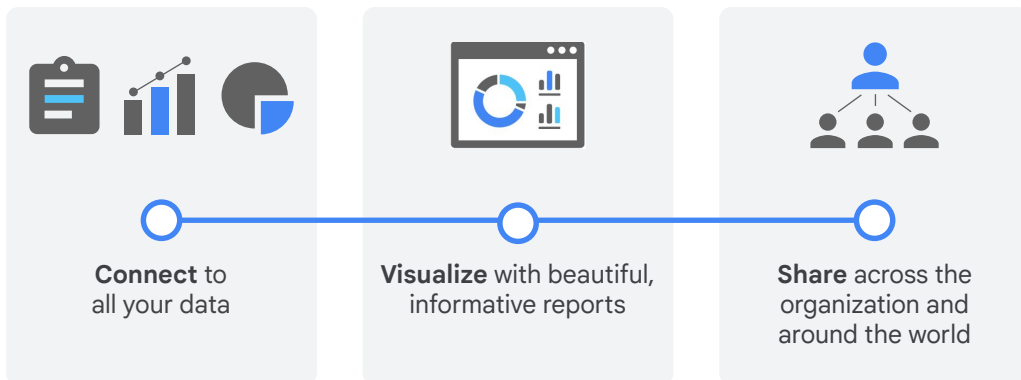 Connect to
all your data
Visualize with beautiful,
informative reports
Share across the
organization and
around the world